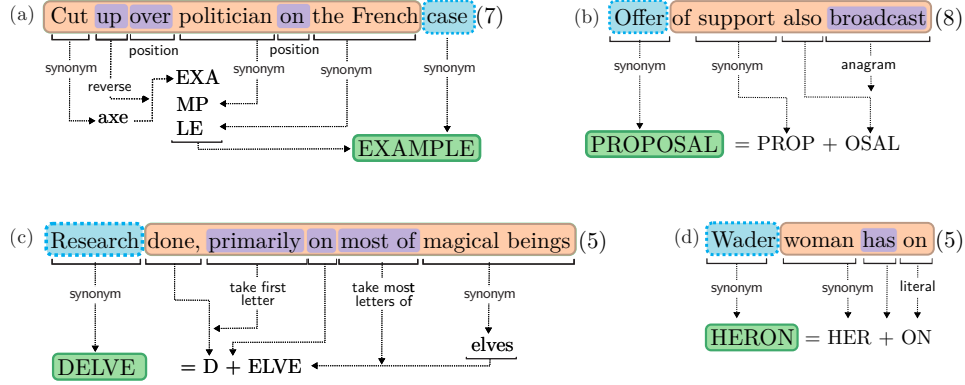 (a) Cut up over politician on the French case (7)
position position
synonym synonym synonym synonym
reverse
EXA
axe
MP
LE
EXAMPLE
(b) Offer of support also broadcast (8)
synonym synonym
anagram
PROPOSAL = PROP + OSAL
(c) Research done, primarily on most of magical beings (5)
synonym take first letter take most letters of synonym
elves
DELVE = D + ELVE
(d) Wader woman has on (5)
synonym synonym literal
HERON = HER + ON